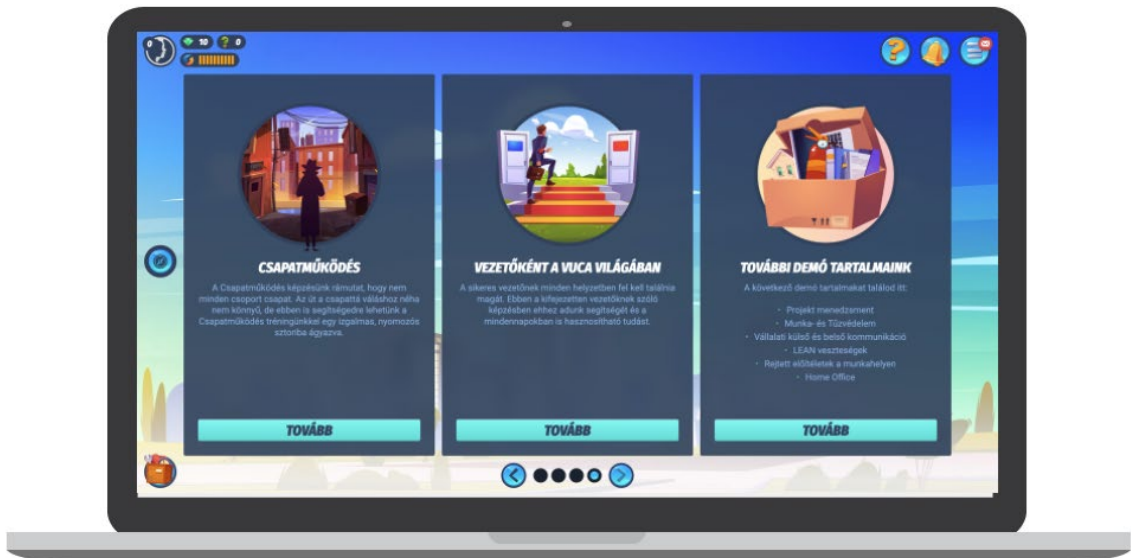 0
10
0
CSAPATMŰKÖDÉS
A Csapatműködés képzésünk rámutat, hogy nem
minden csoport csapat. Az út a csapattá váláshoz néha
nem könnyű, de ebben is segítségedre lehetünk a
Csapatműködés tréningünkkel egy izgalmas, nyomozós
sztoriba ágyazva.
TOVÁBB
VEZETŐKÉNT A VUCA VILÁGÁBAN
A sikeres vezetőnek minden helyzetben fel kell találnia
magát. Ebben a kifejezetten vezetőknek szóló
képzésben ehhez adunk segítségét és a
mindennapokban is hasznosítható tudást.
TOVÁBB
TOVÁBBI DEMÓ TARTALMAINK
A következő demó tartalmakat találod itt:
· Projekt menedzsment
· Munka- és Tűzvédelem
· Vállalati külső és belső kommunikáció
· LEAN veszteségek
· Rejtett előítéletek a munkahelyen
· Home Office
TOVÁBB